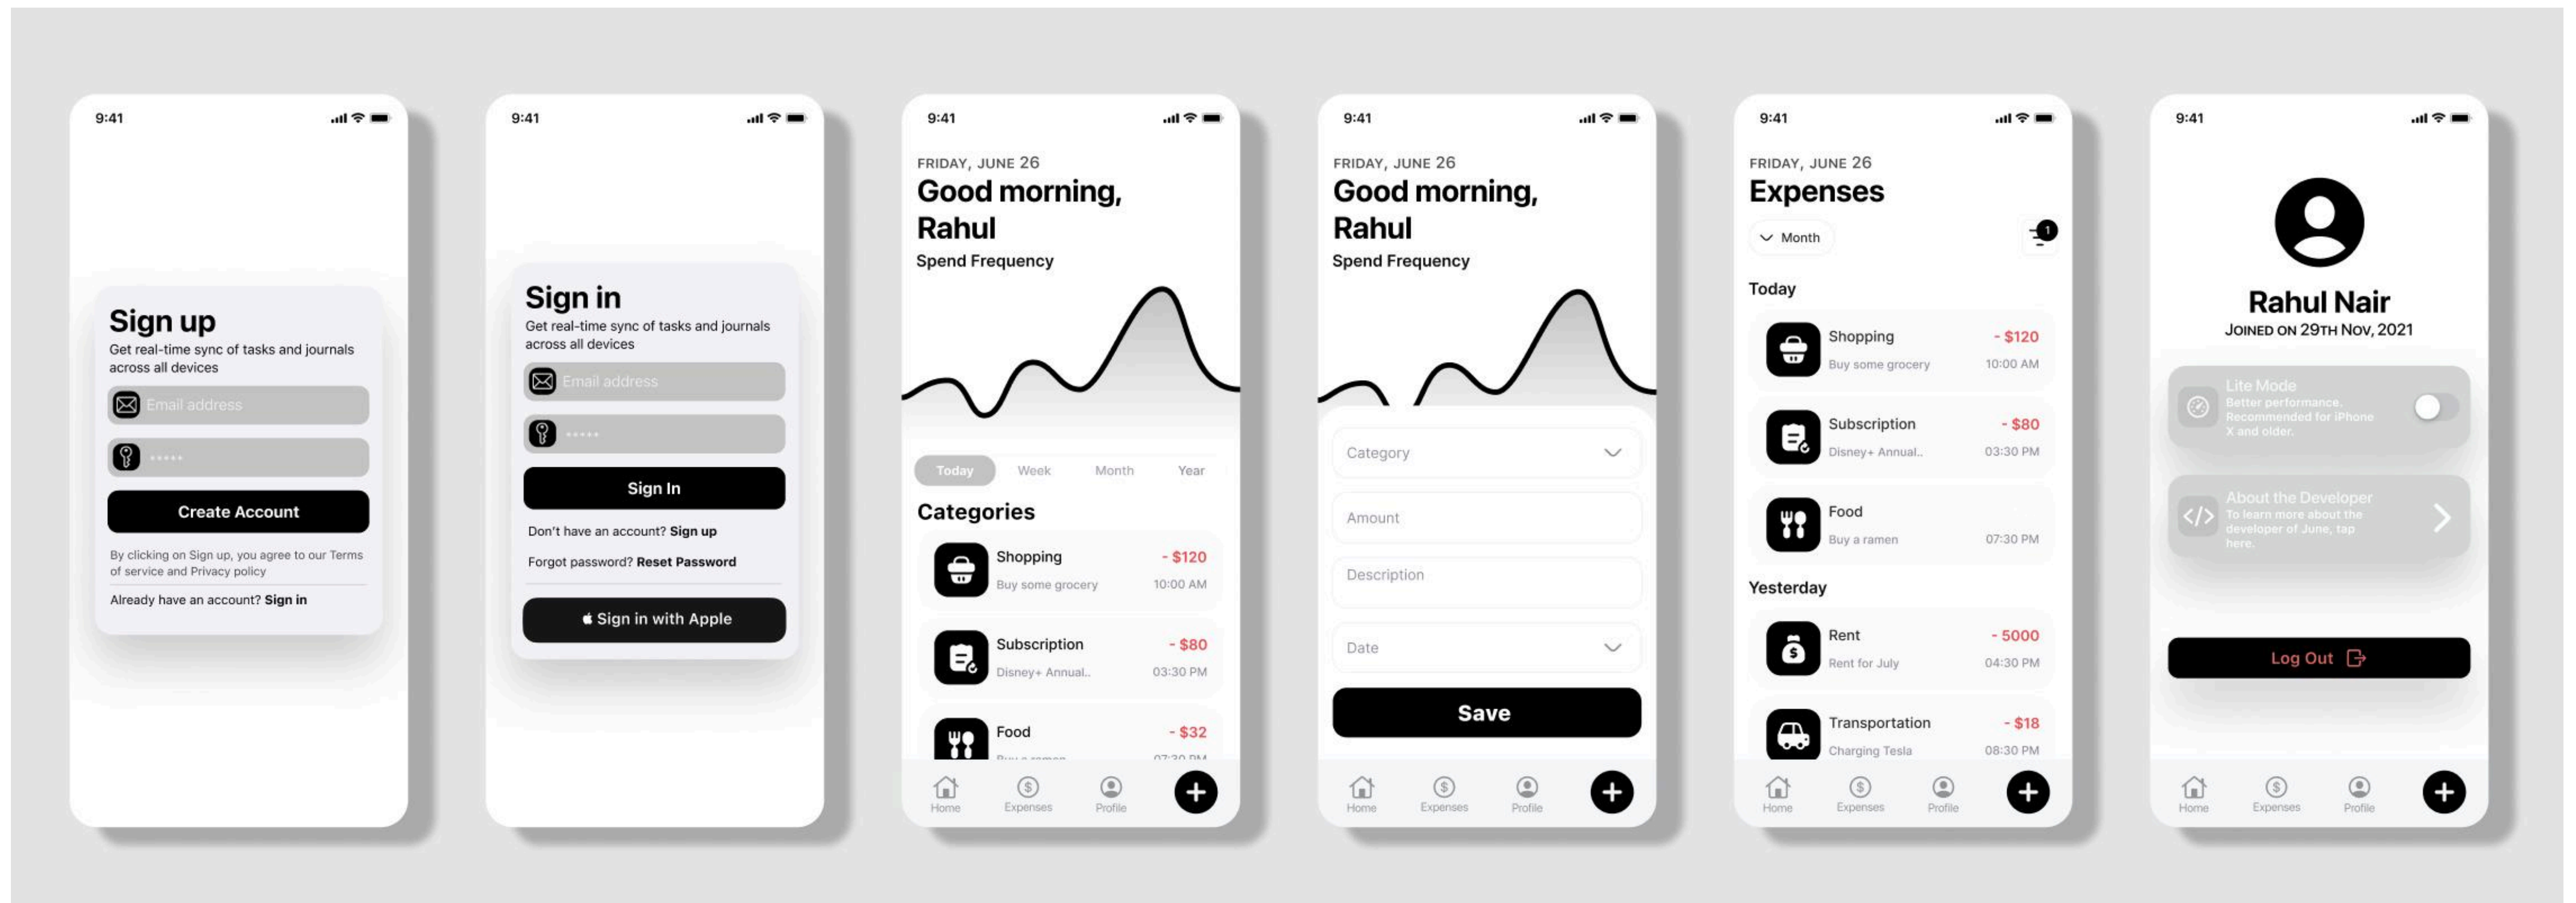 9:41
Sign up
Get real-time sync of tasks and journals
across all devices
Email address
Create Account
By clicking on Sign up, you agree to our Terms
of service and Privacy policy
Already have an account? Sign in
9:41
Sign in
Get real-time sync of tasks and journals
across all devices
Email address
Sign In
Don't have an account? Sign up
Forgot password? Reset Password
Sign in with Apple
9:41
FRIDAY, JUNE 26
Good morning,
Rahul
Spend Frequency
Today Week Month Year
Categories
Shopping - $120
Buy some grocery 10:00 AM
Subscription - $80
Disney+ Annual.. 03:30 PM
Food - $32
Buy a ramen 07:30 PM
Home Expenses Profile
9:41
FRIDAY, JUNE 26
Good morning,
Rahul
Spend Frequency
Category
Amount
Description
Date
Save
Home Expenses Profile
9:41
FRIDAY, JUNE 26
Expenses
Month
1
Today
Shopping - $120
Buy some grocery 10:00 AM
Subscription - $80
Disney+ Annual.. 03:30 PM
Food
Buy a ramen 07:30 PM
Yesterday
Rent - 5000
Rent for July 04:30 PM
Transportation - $18
Charging Tesla 08:30 PM
Home Expenses Profile
9:41
Rahul Nair
JOINED ON 29TH NOV, 2021
Lite Mode
Better performance.
Recommended for iPhone
X and older.
About the Developer
To learn more about the
developer of June, tap
here.
Log Out
Home Expenses Profile